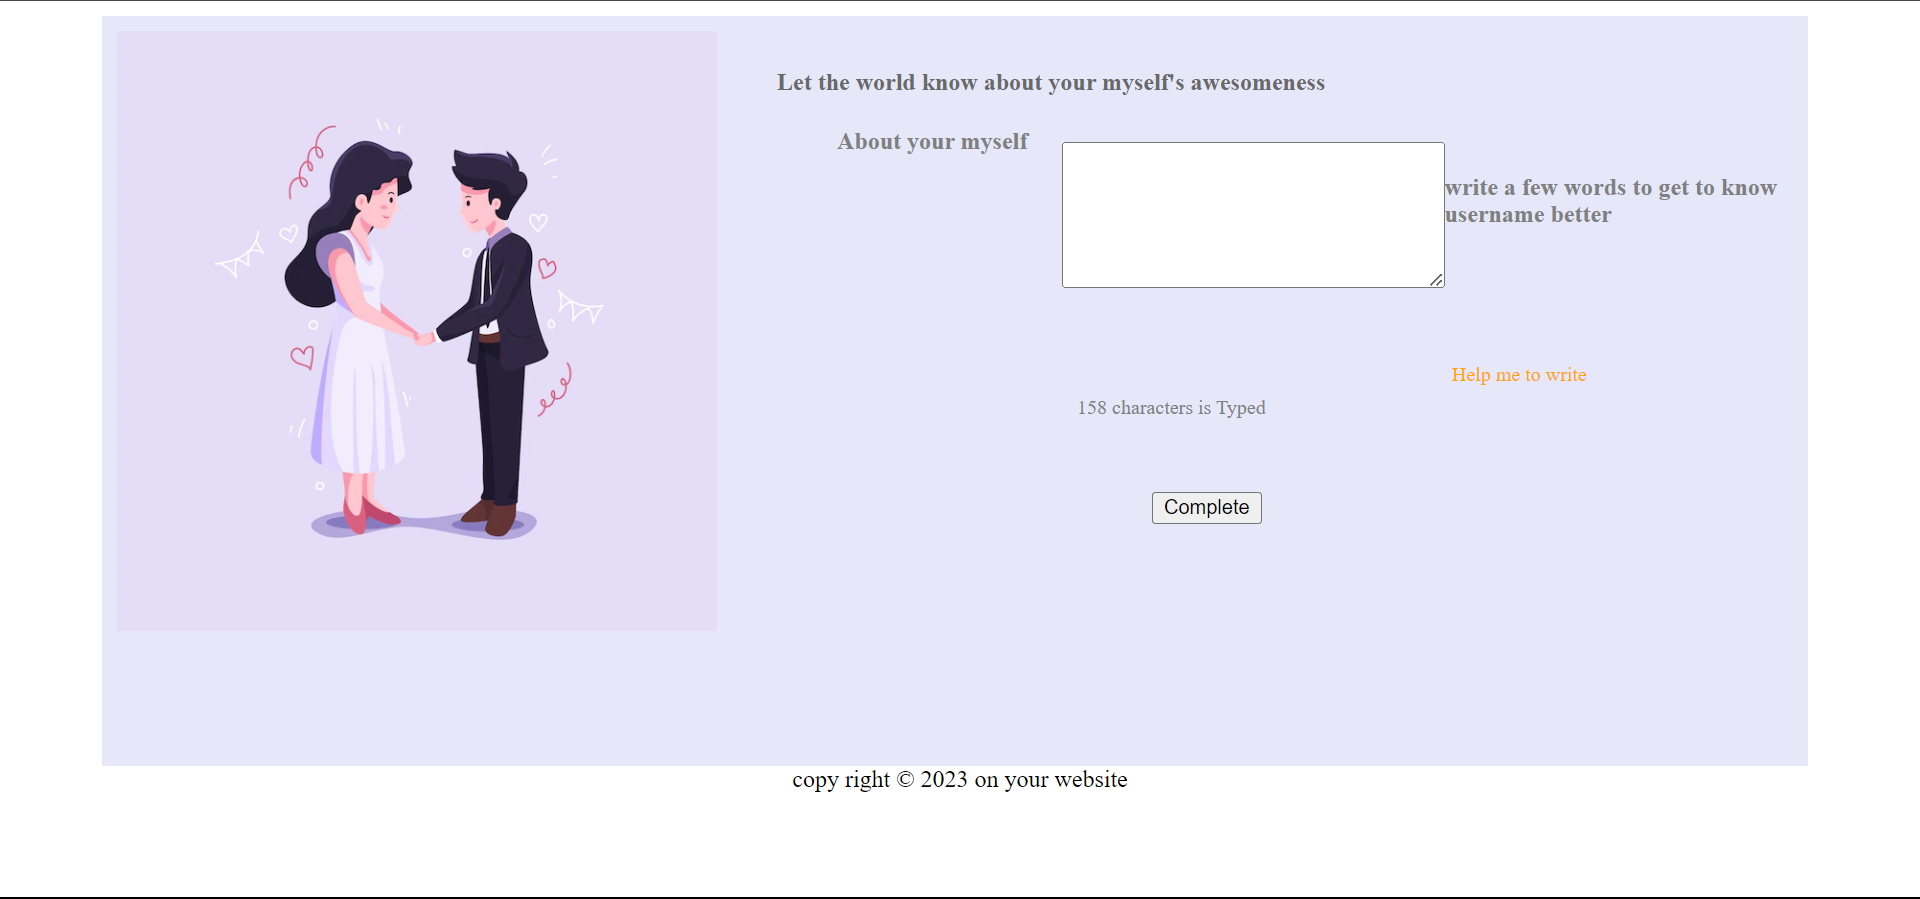 Let the world know about your myself's awesomeness
About your myself
write a few words to get to know
username better
Help me to write
158 characters is Typed
Complete
copy right © 2023 on your website